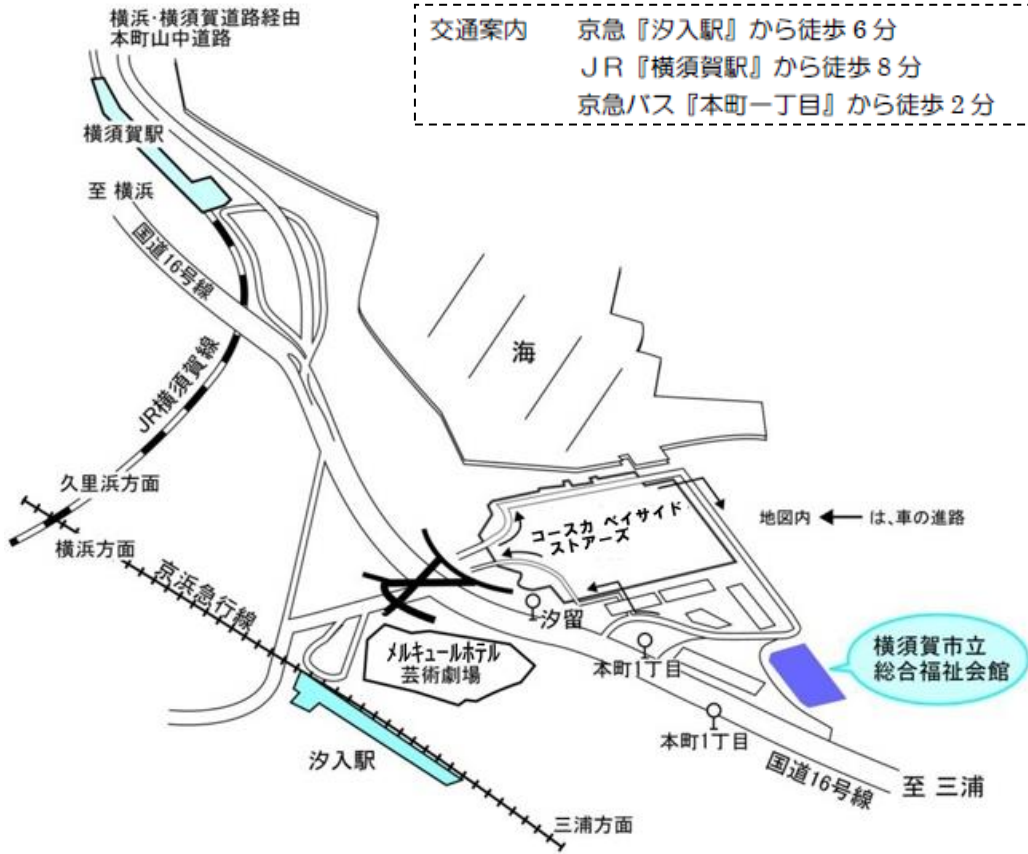 横浜・横須賀道路経由
本町山中道路
交通案内 京急『汐入駅』から徒歩6分
JR『横須賀駅』から徒歩8分
京急バス『本町一丁目』から徒歩2分
横須賀駅
至 横浜
国道16号線
海
JR横須賀線
久里浜方面
横浜方面
京浜急行線
コースカ ベイサイド
ストアーズ
地図内 ← は、車の進路
汐留
メルキュールホテル
芸術劇場
本町1丁目
横須賀市立
総合福祉会館
本町1丁目
汐入駅
国道16号線
至 三浦
三浦方面